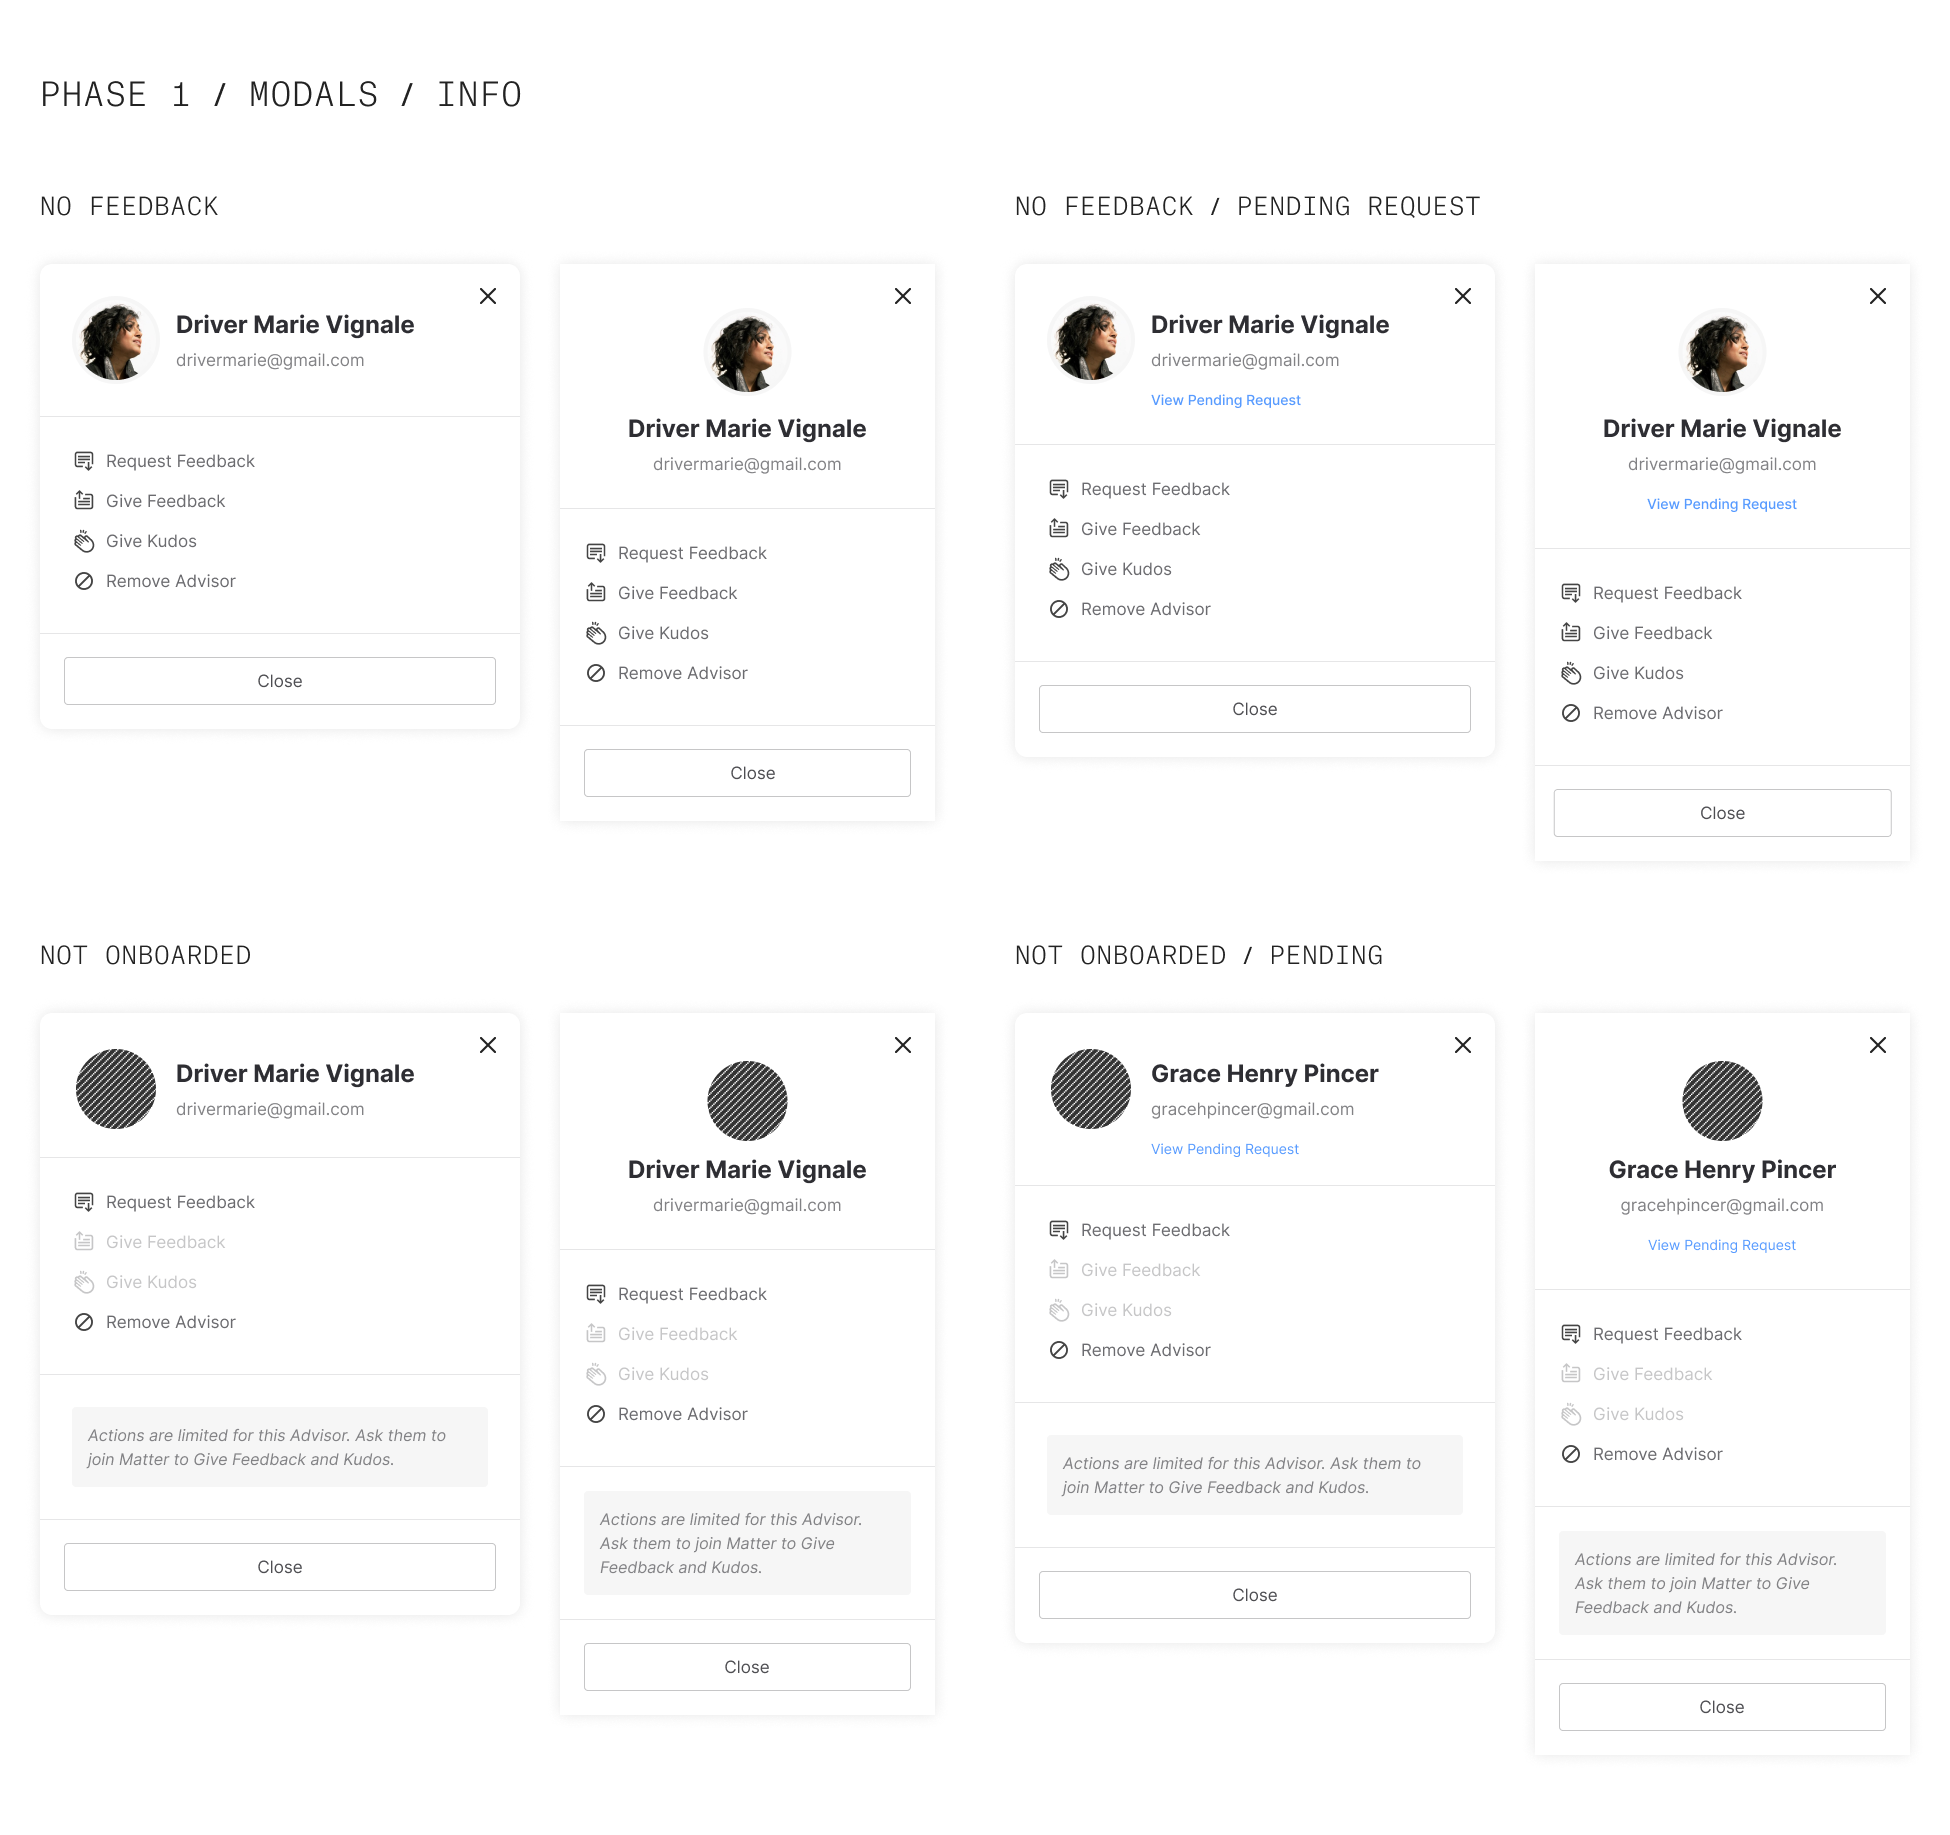 PHASE 1 / MODALS / INFO
NO FEEDBACK
Driver Marie Vignale
drivermarie@gmail.com
Request Feedback
Give Feedback
Give Kudos
Remove Advisor
Close
Driver Marie Vignale
drivermarie@gmail.com
Request Feedback
Give Feedback
Give Kudos
Remove Advisor
Close
NO FEEDBACK / PENDING REQUEST
Driver Marie Vignale
drivermarie@gmail.com
View Pending Request
Request Feedback
Give Feedback
Give Kudos
Remove Advisor
Close
Driver Marie Vignale
drivermarie@gmail.com
View Pending Request
Request Feedback
Give Feedback
Give Kudos
Remove Advisor
Close
NOT ONBOARDED
Driver Marie Vignale
drivermarie@gmail.com
Request Feedback
Give Feedback
Give Kudos
Remove Advisor
Actions are limited for this Advisor. Ask them to
join Matter to Give Feedback and Kudos.
Close
Driver Marie Vignale
drivermarie@gmail.com
Request Feedback
Give Feedback
Give Kudos
Remove Advisor
Actions are limited for this Advisor.
Ask them to join Matter to Give
Feedback and Kudos.
Close
NOT ONBOARDED / PENDING
Grace Henry Pincer
gracehpincer@gmail.com
View Pending Request
Request Feedback
Give Feedback
Give Kudos
Remove Advisor
Actions are limited for this Advisor. Ask them to
join Matter to Give Feedback and Kudos.
Close
Grace Henry Pincer
gracehpincer@gmail.com
View Pending Request
Request Feedback
Give Feedback
Give Kudos
Remove Advisor
Actions are limited for this Advisor.
Ask them to join Matter to Give
Feedback and Kudos.
Close